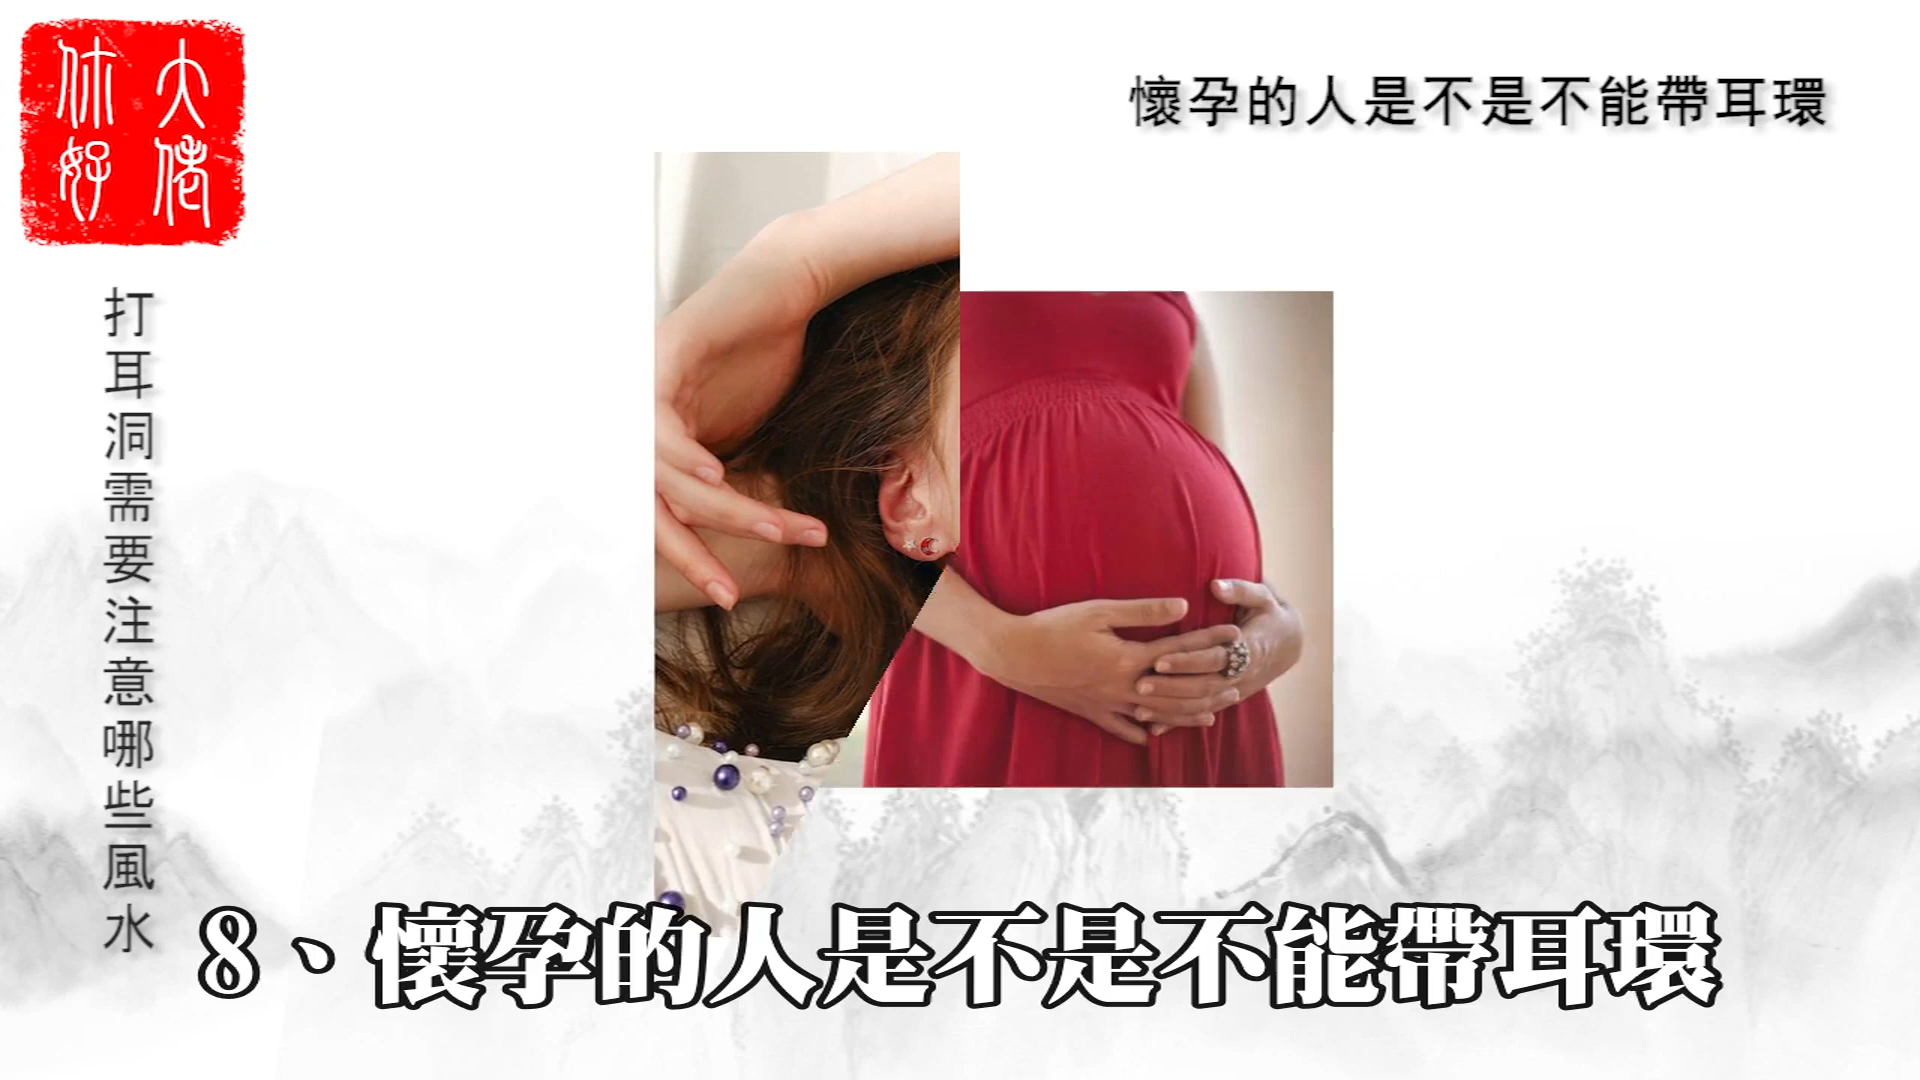 大佬
你好
懷孕的人是不是不能帶耳環
打耳洞需要注意哪些風水
8、懷孕的人是不是不能帶耳環